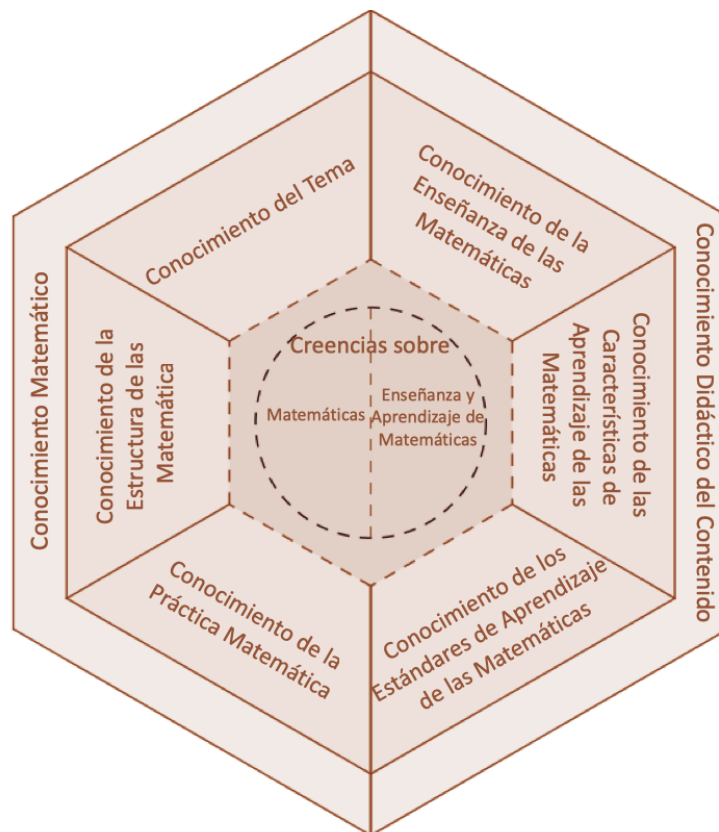 Conocimiento del Tema
Conocimiento de la
Enseñanza de las
Matemáticas
Conocimiento Matemático
Conocimiento de la
Estructura de las
Matemática
Creencias sobre
Matemáticas
Enseñanza y
Aprendizaje de
Matemáticas
Conocimiento de las
Características de
Aprendizaje de las
Matemáticas
Conocimiento Didáctico del Contenido
Conocimiento de la
Práctica Matemática
Conocimiento de los
Estándares de Aprendizaje
de las Matemáticas